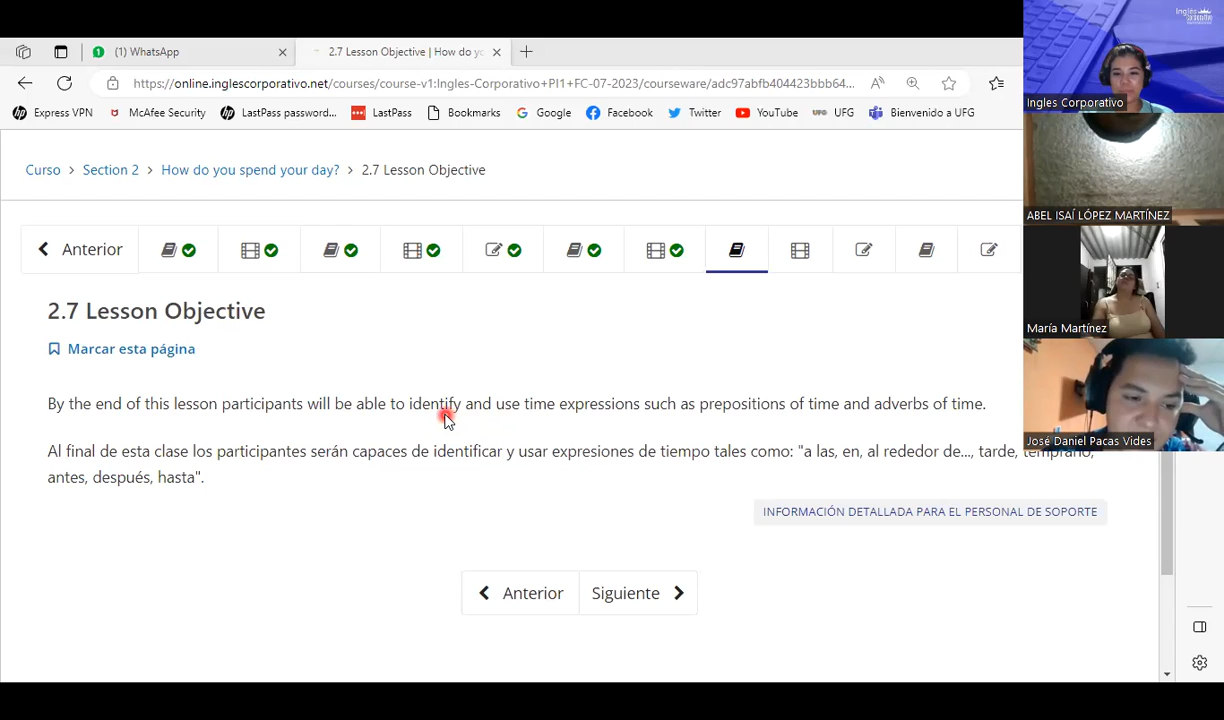 (1) WhatsApp
2.7 Lesson Objective | How do yo
https://online.inglescorporativo.net/courses/course-v1:Ingles-Corporativo+PI1+FC-07-2023/courseware/adc97abfb404423bbb64...
Express VPN McAfee Security LastPass password... LastPass Bookmarks Google Facebook Twitter YouTube UFG Bienvenido a UFG
Curso > Section 2 > How do you spend your day? > 2.7 Lesson Objective
Anterior
2.7 Lesson Objective
Marcar esta página
By the end of this lesson participants will be able to identify and use time expressions such as prepositions of time and adverbs of time.
Al final de esta clase los participantes serán capaces de identificar y usar expresiones de tiempo tales como: "a las, en, al rededor de..., tarde, temprano,
antes, después, hasta".
INFORMACIÓN DETALLADA PARA EL PERSONAL DE SOPORTE
Anterior Siguiente
Inglés
Corporativo
Ingles Corporativo
ABEL ISAÍ LÓPEZ MARTÍNEZ
María Martínez
José Daniel Pacas Vides